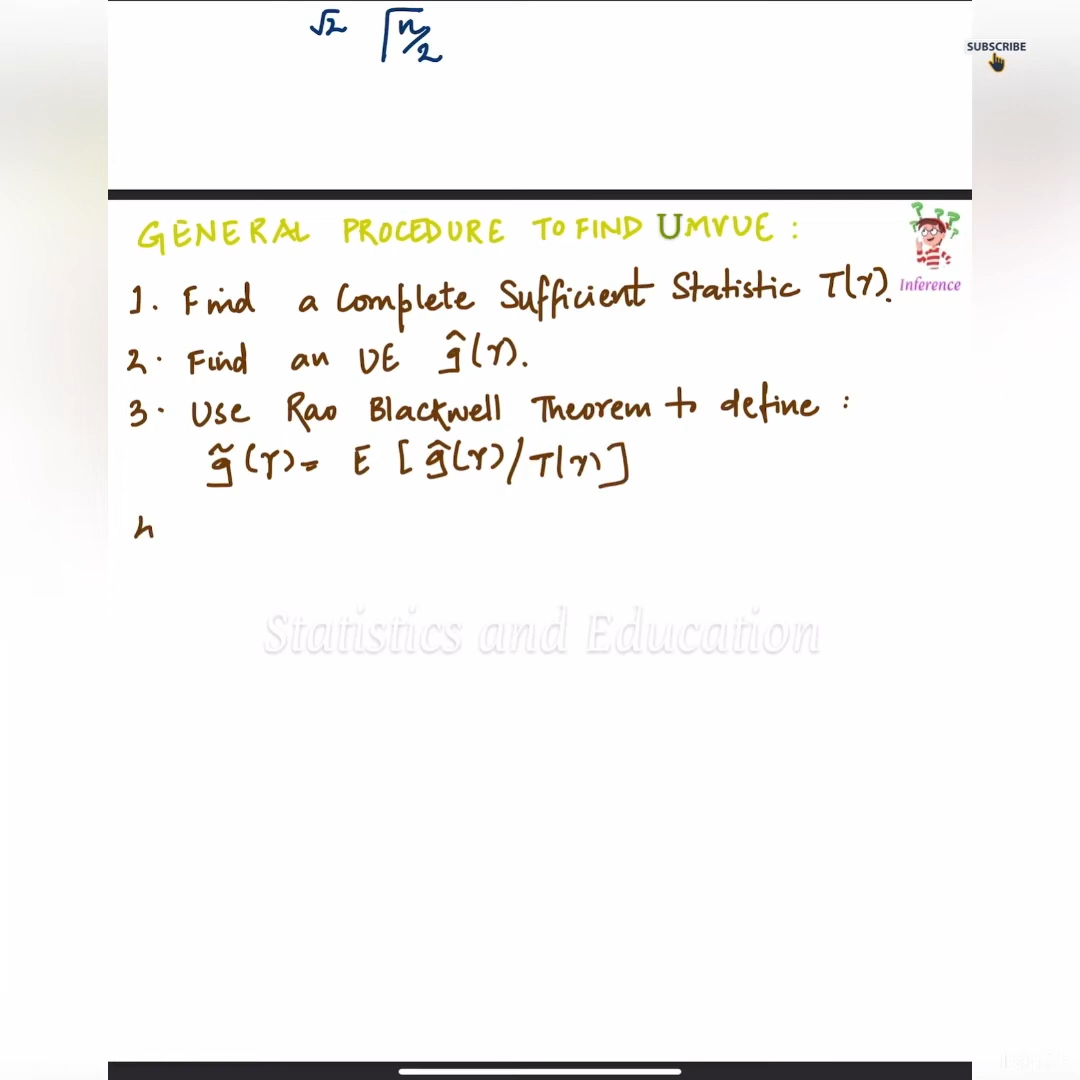 √2 Γn/2
SUBSCRIBE
GENERAL PROCEDURE TO FIND UMVUE :
1. Find a Complete Sufficient Statistic T(Y).
Inference
2. Find an UE ĝ(Y).
3. Use Rao Blackwell Theorem to define :
g̃(Y) = E [ĝ(Y)/T(Y)]
h
Statistics and Education